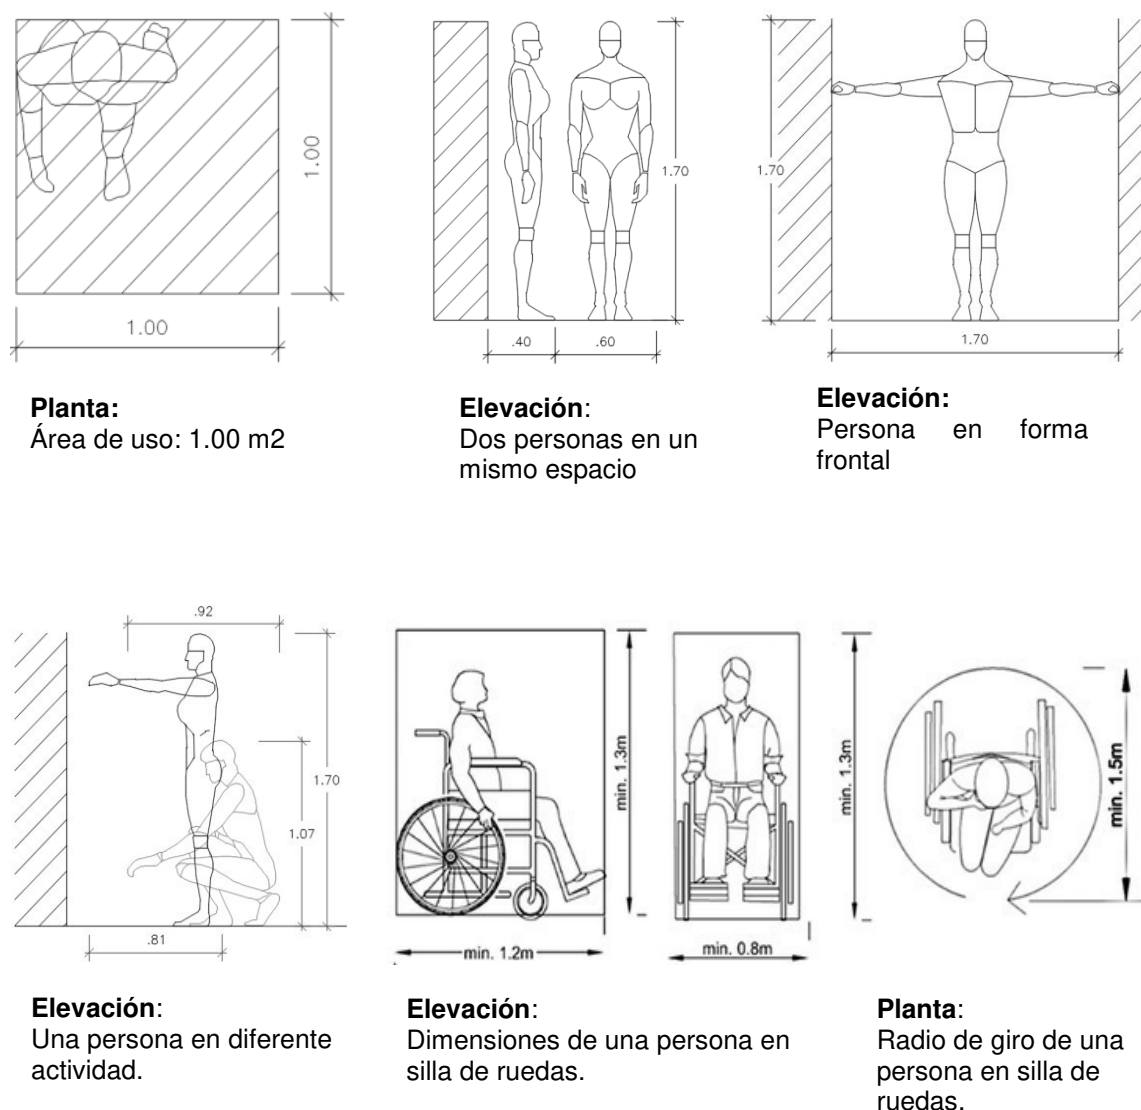 1.00
1.00
Planta:
Área de uso: 1.00 m2
1.70
.40
.60
Elevación:
Dos personas en un
mismo espacio
1.70
1.70
Elevación:
Persona en forma
frontal
.92
1.70
1.07
.81
Elevación:
Una persona en diferente
actividad.
min. 1.3m
min. 1.2m
min. 1.3m
min. 0.8m
Elevación:
Dimensiones de una persona en
silla de ruedas.
min. 1.5m
Planta:
Radio de giro de una
persona en silla de
ruedas.